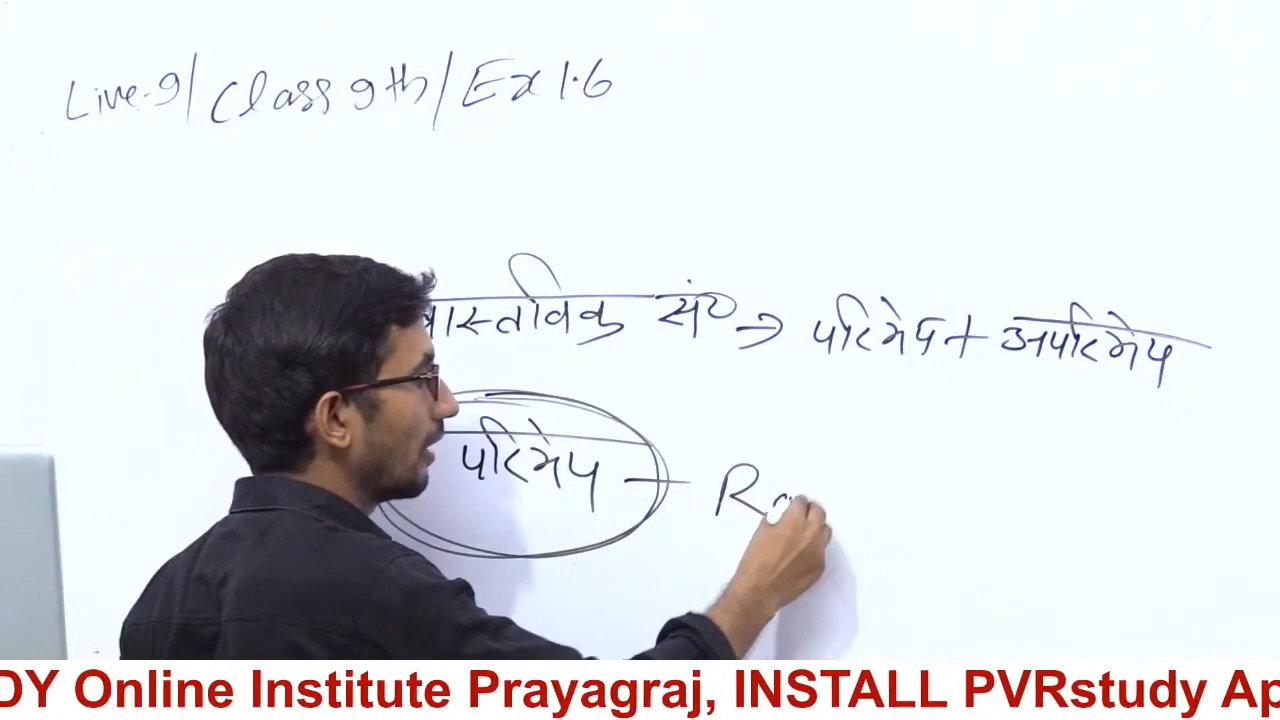 Live-9/Class 9th/Ex 1.6
वास्तविक सं० → परिमेय + अपरिमेय
परिमेय - Ra
DY Online Institute Prayagraj, INSTALL PVRstudy Ap